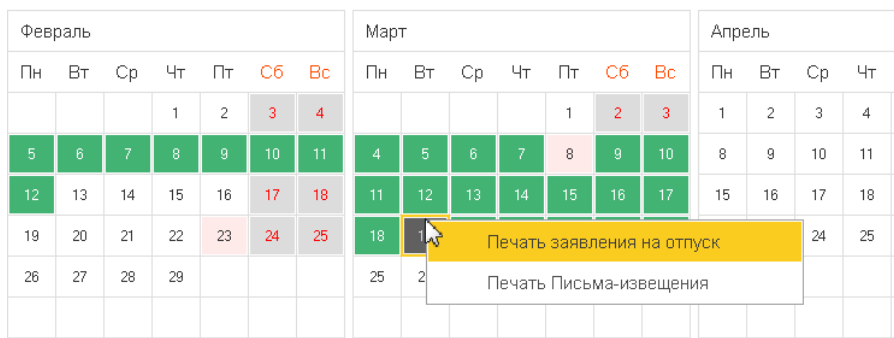 Февраль Март Апрель
Пн Вт Ср Чт Пт Сб Вс Пн Вт Ср Чт Пт Сб Вс Пн Вт Ср Чт
1 2 3 4 1 2 3 1 2 3 4
5 6 7 8 9 10 11 4 5 6 7 8 9 10 8 9 10 11
12 13 14 15 16 17 18 11 12 13 14 15 16 17 15 16 17 18
19 20 21 22 23 24 25 18 24 25
Печать заявления на отпуск
26 27 28 29 25
Печать Письма-извещения